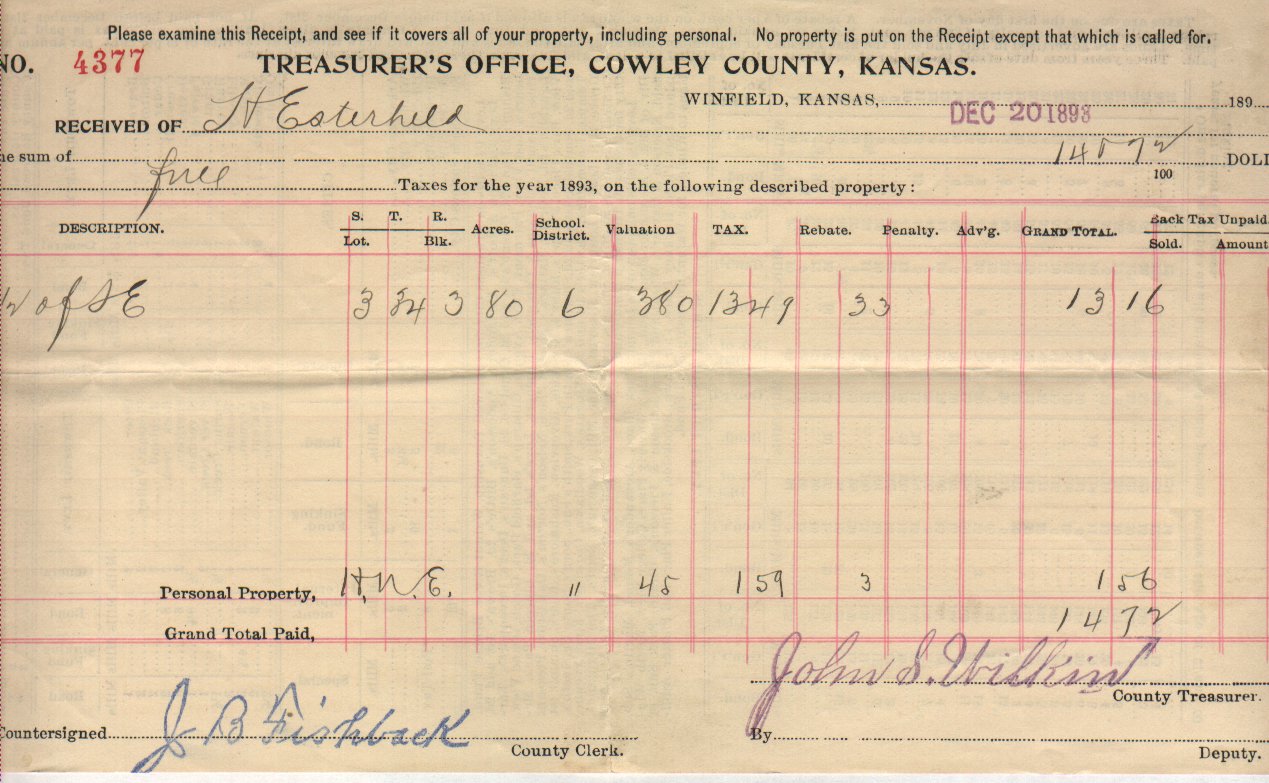 Please examine this Receipt, and see if it covers all of your property, including personal. No property is put on the Receipt except that which is called for.
NO. 4377 TREASURER'S OFFICE, COWLEY COUNTY, KANSAS.
WINFIELD, KANSAS, DEC 20 1893 189
RECEIVED OF H Esterheld
he sum of 14 72/100 DOLL
full Taxes for the year 1893, on the following described property:
DESCRIPTION. S. T. R. Acres. School. District. Valuation TAX. Rebate. Penalty. Adv'g. GRAND TOTAL. Back Tax Unpaid.
Lot. Blk. Sold. Amount
of SE 3 34 3 80 6 380 13 49 33 13 16
Personal Property, H.W.E. " 45 1 59 3 1 56
Grand Total Paid, 14 72
John S. Wilkin
County Treasurer.
Countersigned J B Fishback County Clerk.
By Deputy.